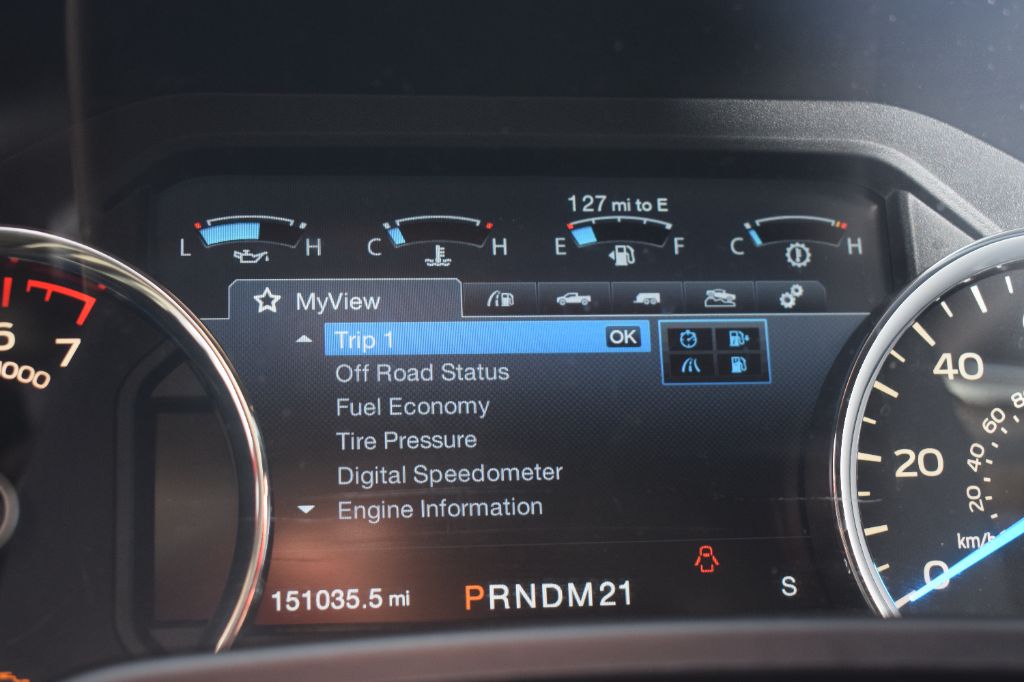 127 mi to E
L H C H E F C H
MyView
Trip 1 OK
Off Road Status
Fuel Economy
Tire Pressure
Digital Speedometer
Engine Information
151035.5 mi PRNDM21 S
6 7
1000
40
20
0
20 40 60 8
km/h